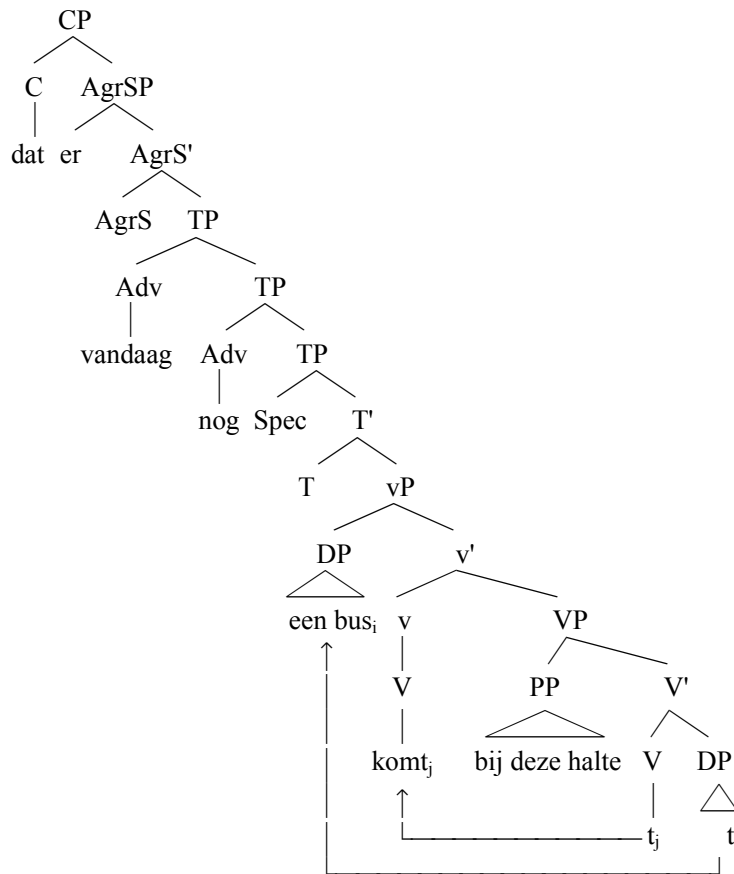 CP
C AgrSP
dat er AgrS'
AgrS TP
Adv TP
vandaag Adv TP
nog Spec T'
T vP
DP v'
een busᵢ v VP
V PP V'
komtⱼ bij deze halte V DP
tⱼ t